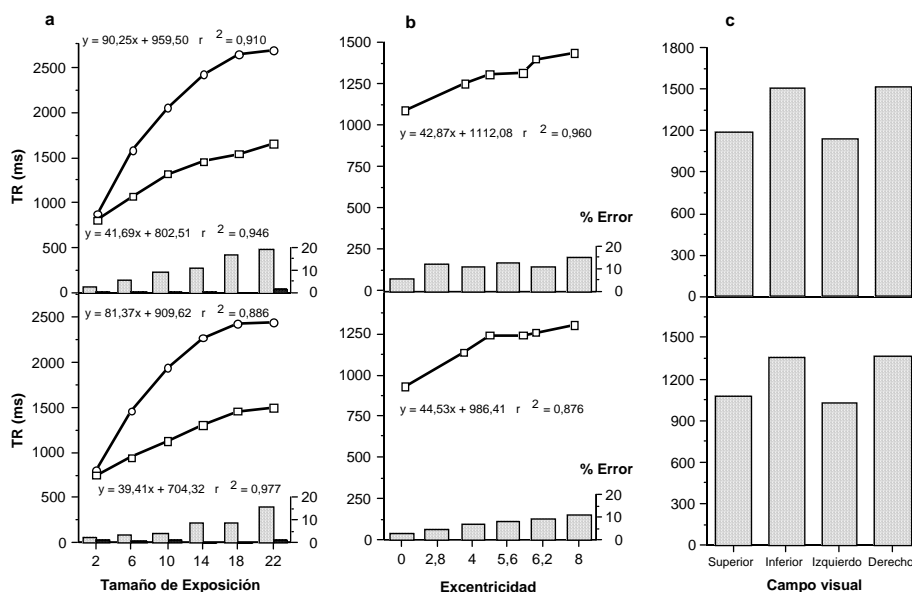 a
y = 90,25x + 959,50 r 2 = 0,910
2500
2000
1500
1000
500
0
TR (ms)
y = 41,69x + 802,51 r 2 = 0,946
20
10
0
y = 81,37x + 909,62 r 2 = 0,886
2500
2000
1500
1000
500
0
TR (ms)
y = 39,41x + 704,32 r 2 = 0,977
20
10
0
2 6 10 14 18 22
Tamaño de Exposición
b
1500
1250
1000
750
500
250
0
y = 42,87x + 1112,08 r 2 = 0,960
% Error
20
10
0
1250
1000
750
500
250
0
y = 44,53x + 986,41 r 2 = 0,876
% Error
20
10
0
0 2,8 4 5,6 6,2 8
Excentricidad
c
1800
1500
1200
900
600
300
0
1500
1200
900
600
300
0
Superior Inferior Izquierdo Derecho
Campo visual